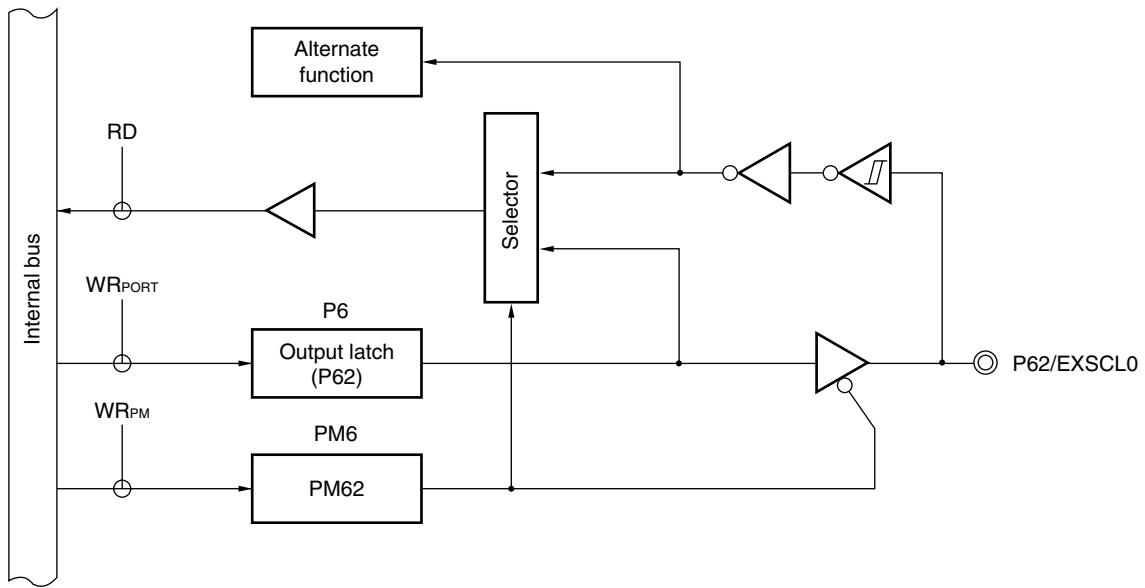 Alternate
function
RD
Selector
Internal bus
WRPORT
P6
Output latch
(P62)
P62/EXSCL0
WRPM
PM6
PM62